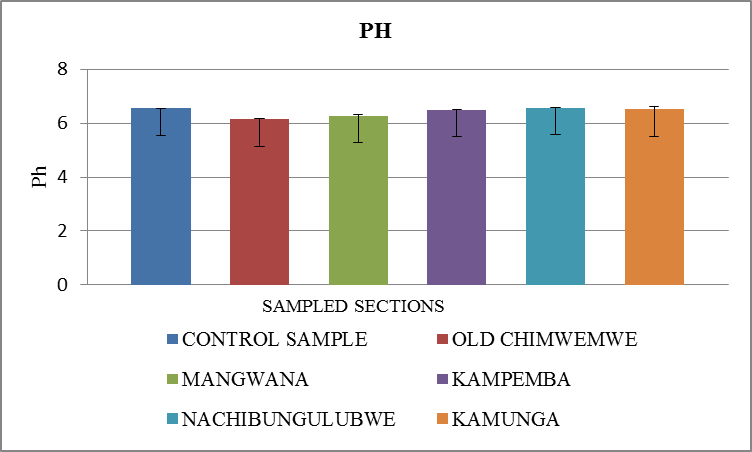 PH
8
6
4
2
0
Ph
SAMPLED SECTIONS
CONTROL SAMPLE
OLD CHIMWEMWE
MANGWANA
KAMPEMBA
NACHIBUNGULUBWE
KAMUNGA